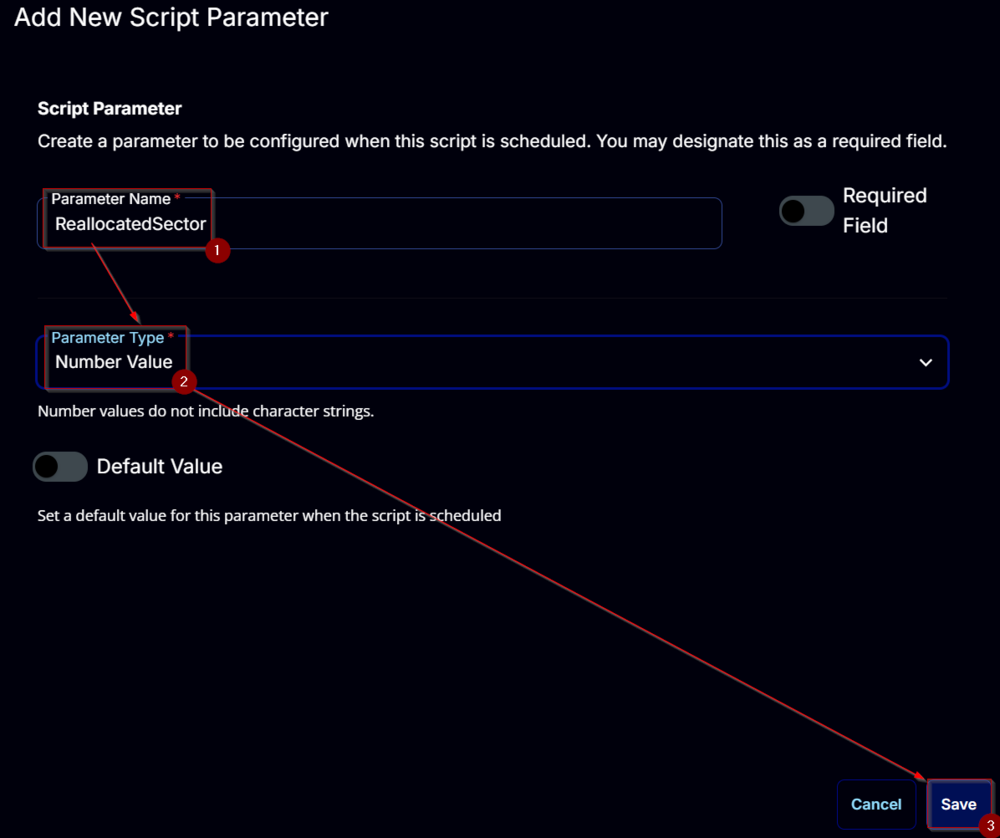 Add New Script Parameter
Script Parameter
Create a parameter to be configured when this script is scheduled. You may designate this as a required field.
Parameter Name *
ReallocatedSector
1
Required
Field
Parameter Type *
Number Value
2
Number values do not include character strings.
Default Value
Set a default value for this parameter when the script is scheduled
Cancel
Save
3